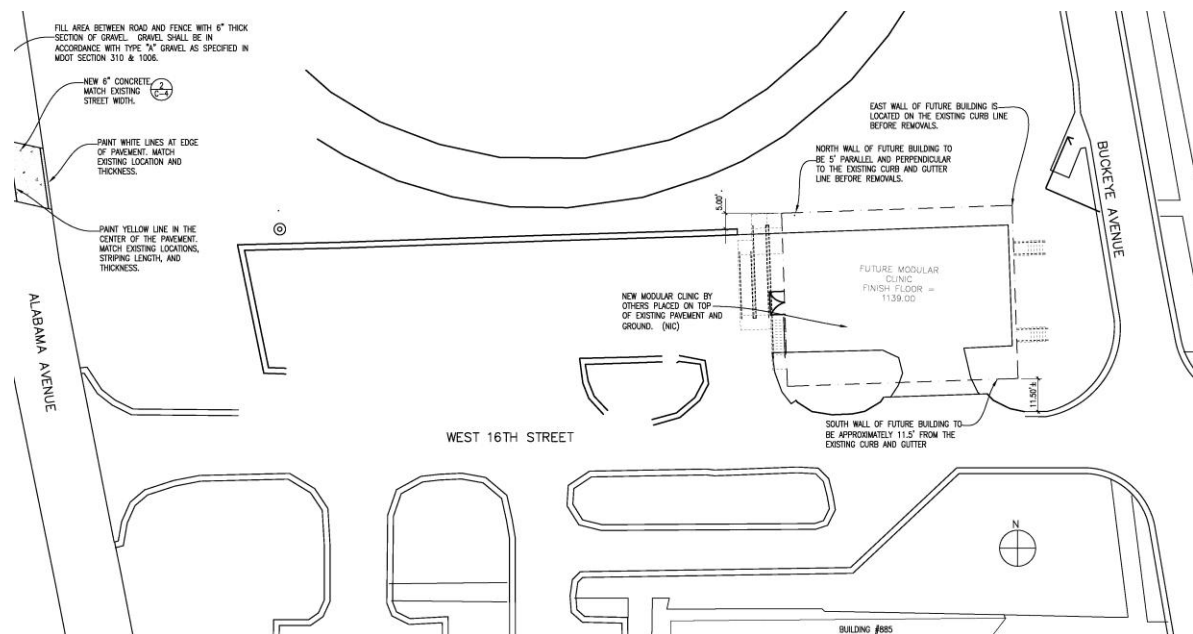 FILL AREA BETWEEN ROAD AND FENCE WITH 6" THICK
SECTION OF GRAVEL. GRAVEL SHALL BE IN
ACCORDANCE WITH TYPE "A" GRAVEL AS SPECIFIED IN
MDOT SECTION 310 & 1006.
NEW 6" CONCRETE
MATCH EXISTING
STREET WIDTH.
2
C-4
PAINT WHITE LINES AT EDGE
OF PAVEMENT. MATCH
EXISTING LOCATION AND
THICKNESS.
PAINT YELLOW LINE IN THE
CENTER OF THE PAVEMENT.
MATCH EXISTING LOCATIONS,
STRIPING LENGTH, AND
THICKNESS.
ALABAMA AVENUE
EAST WALL OF FUTURE BUILDING IS
LOCATED ON THE EXISTING CURB LINE
BEFORE REMOVALS.
NORTH WALL OF FUTURE BUILDING TO
BE 5' PARALLEL AND PERPENDICULAR
TO THE EXISTING CURB AND GUTTER
LINE BEFORE REMOVALS.
BUCKEYE AVENUE
5.00'
FUTURE MODULAR
CLINIC
FINISH FLOOR =
1139.00
NEW MODULAR CLINIC BY
OTHERS PLACED ON TOP
OF EXISTING PAVEMENT AND
GROUND. (NIC)
11.50'
SOUTH WALL OF FUTURE BUILDING TO
BE APPROXIMATELY 11.5' FROM THE
EXISTING CURB AND GUTTER
WEST 16TH STREET
N
BUILDING #885